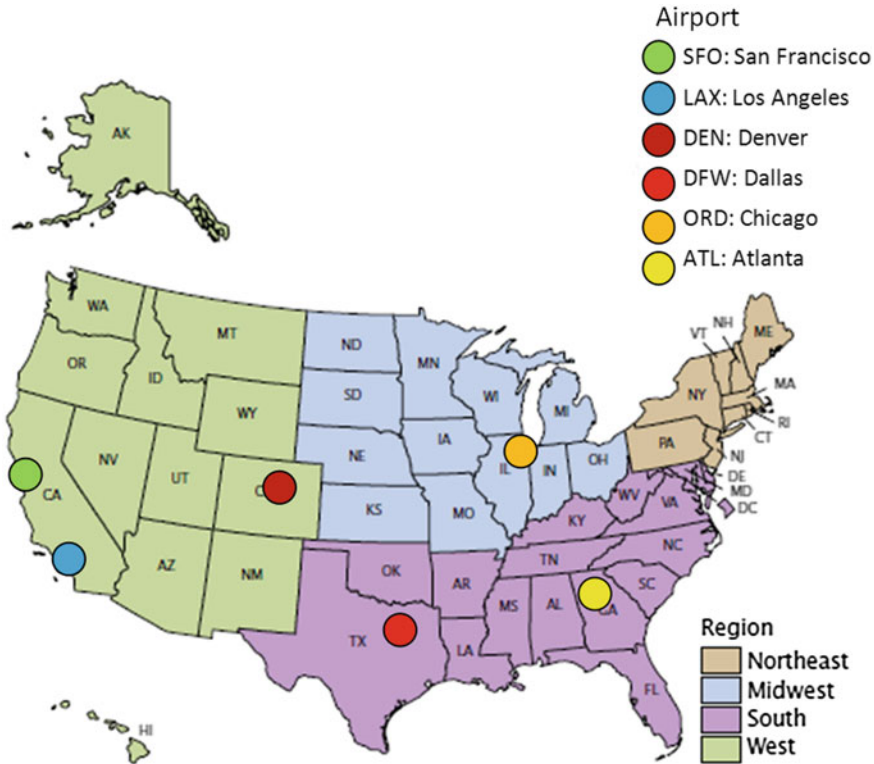 Airport
SFO: San Francisco
LAX: Los Angeles
DEN: Denver
DFW: Dallas
ORD: Chicago
ATL: Atlanta
AK
WA
MT
ND
MN
VT
NH
ME
OR
ID
SD
WI
MI
NY
MA
WY
IA
RI
CT
NV
UT
C
NE
IL
IN
OH
PA
NJ
CA
KS
MO
WV
VA
DE
MD
DC
KY
AZ
NM
OK
AR
TN
NC
SC
MS
AL
GA
TX
LA
FL
HI
Region
Northeast
Midwest
South
West